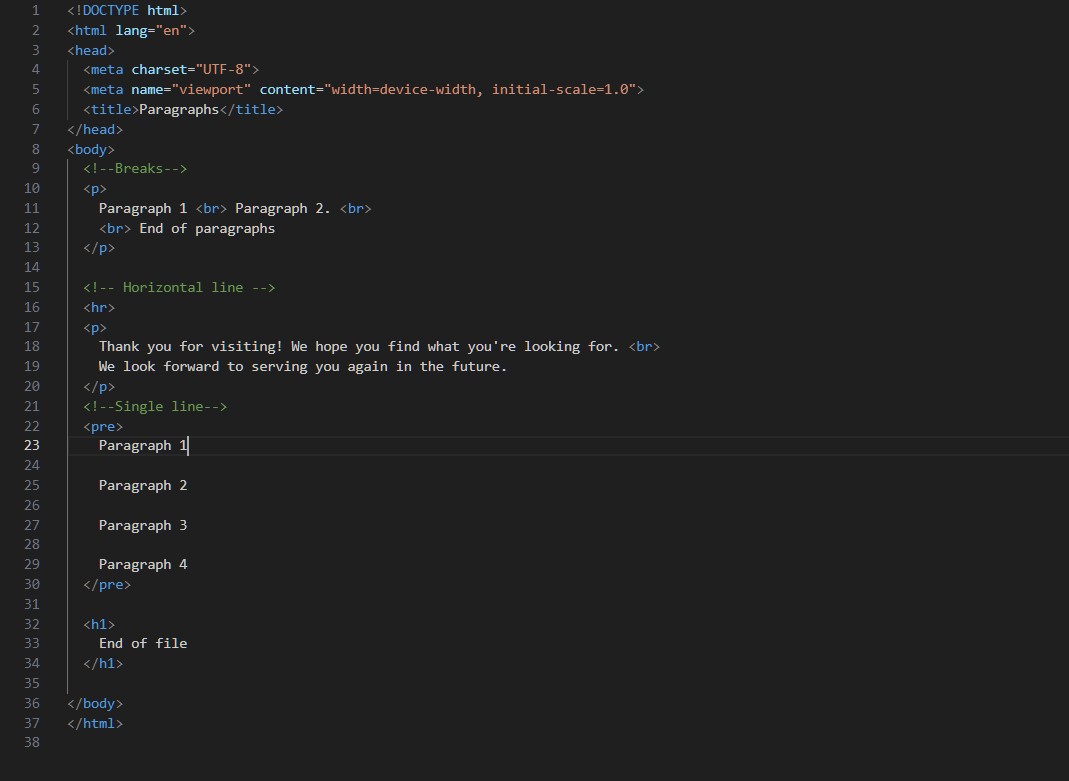 1 <!DOCTYPE html>
2 <html lang="en">
3 <head>
4   <meta charset="UTF-8">
5   <meta name="viewport" content="width=device-width, initial-scale=1.0">
6   <title>Paragraphs</title>
7 </head>
8 <body>
9   <!--Breaks-->
10   <p>
11     Paragraph 1 <br> Paragraph 2. <br>
12     <br> End of paragraphs
13   </p>
14
15   <!-- Horizontal line -->
16   <hr>
17   <p>
18     Thank you for visiting! We hope you find what you're looking for. <br>
19     We look forward to serving you again in the future.
20   </p>
21   <!--Single line-->
22   <pre>
23     Paragraph 1
24
25     Paragraph 2
26
27     Paragraph 3
28
29     Paragraph 4
30   </pre>
31
32   <h1>
33     End of file
34   </h1>
35
36 </body>
37 </html>
38